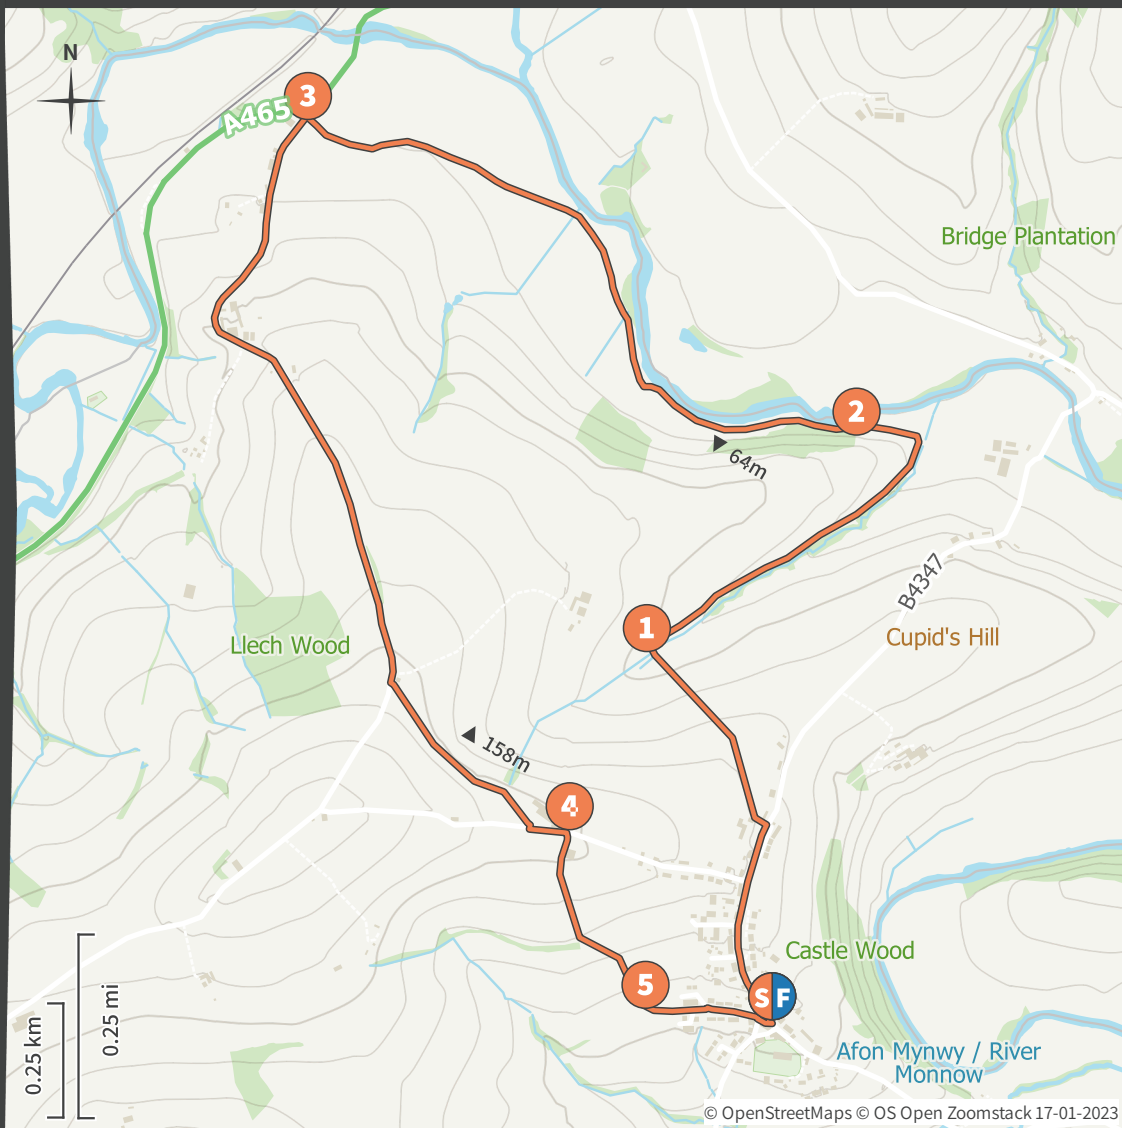 N
3
A465
Bridge Plantation
2
64m
B4347
1
Cupid's Hill
Llech Wood
158m
4
Castle Wood
5
S F
0.25 km
0.25 mi
Afon Mynwy / River
Monnow
© OpenStreetMaps © OS Open Zoomstack 17-01-2023